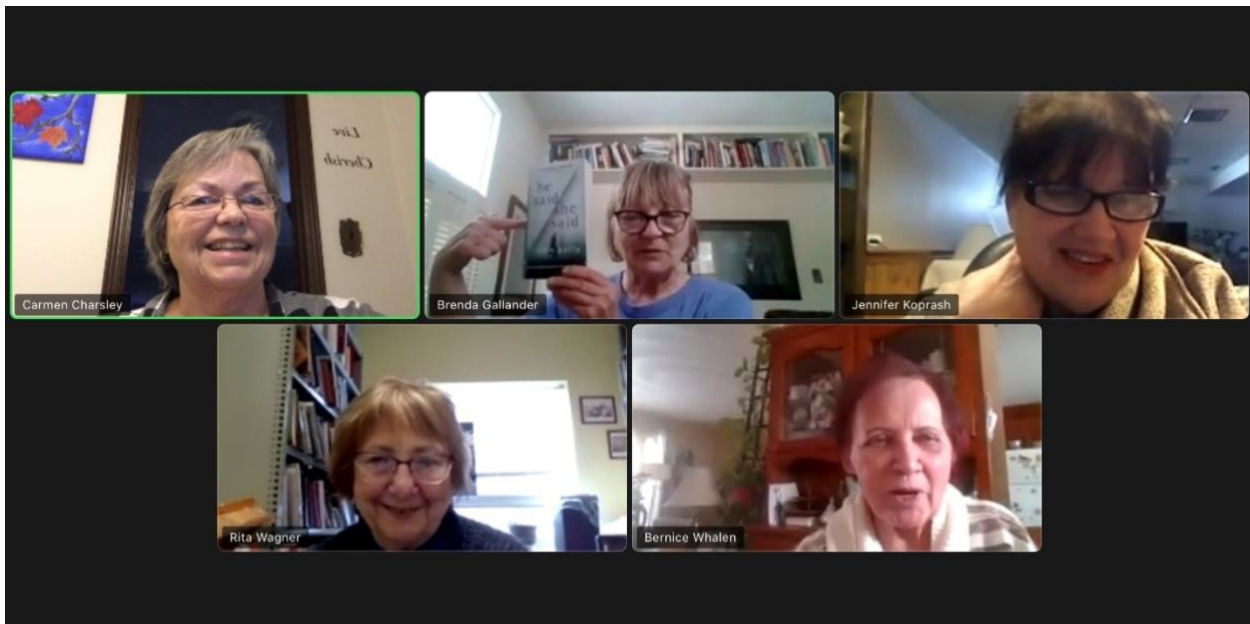 Live
Cherish
he
said
she
said
Carmen Charsley
Brenda Gallander
Jennifer Koprash
Rita Wagner
Bernice Whalen